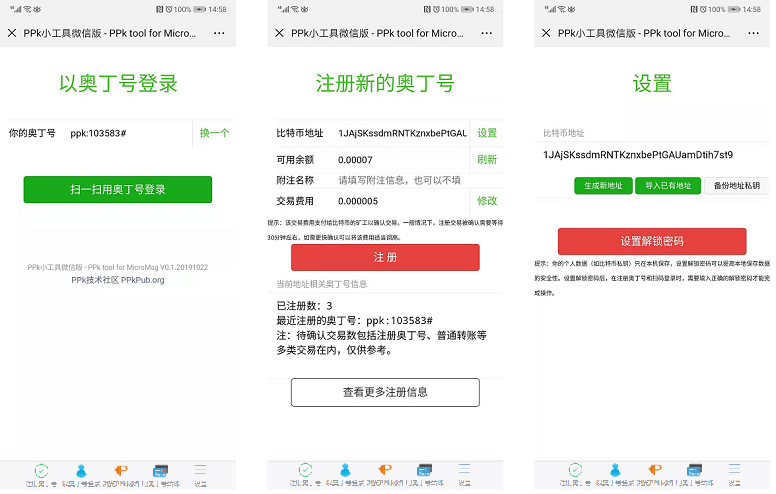 100% 14:58
PPk小工具微信版 - PPk tool for Micro...
以奥丁号登录
你的奥丁号 ppk:103583# 换一个
扫一扫用奥丁号登录
PPk小工具微信版 - PPk tool for MicroMsg V0.1.20191022
PPk技术社区 PPkPub.org
设置
100% 14:58
PPk小工具微信版 - PPk tool for Micro...
注册新的奥丁号
比特币地址 1JAjSKssdmRNTKznxbePtGAU 设置
可用余额 0.00007 刷新
附注名称 请填写附注信息，也可以不填
交易费用 0.000005 修改
提示：该交易费用支付给比特币的矿工以确认交易。一般情况下，注册交易被确认需要等待
30分钟左右，如需更快确认可以将该费用适当调高。
注 册
当前地址相关奥丁号信息
已注册数：3
最近注册的奥丁号：ppk:103583#
注：待确认交易数包括注册奥丁号、普通转账等
多类交易在内，仅供参考。
查看更多注册信息
设置
100% 14:58
PPk小工具微信版 - PPk tool for Micro...
设置
比特币地址
1JAjSKssdmRNTKznxbePtGAUamDtih7st9
生成新地址 导入已有地址 备份地址私钥
设置解锁密码
提示：你的个人数据（如比特币私钥）只在本机保存，设置解锁密码可以提高本地保存数据
的安全性。设置解锁密码后，在注册奥丁号和扫码登录时，需要输入正确的解锁密码才能完
成操作。
设置